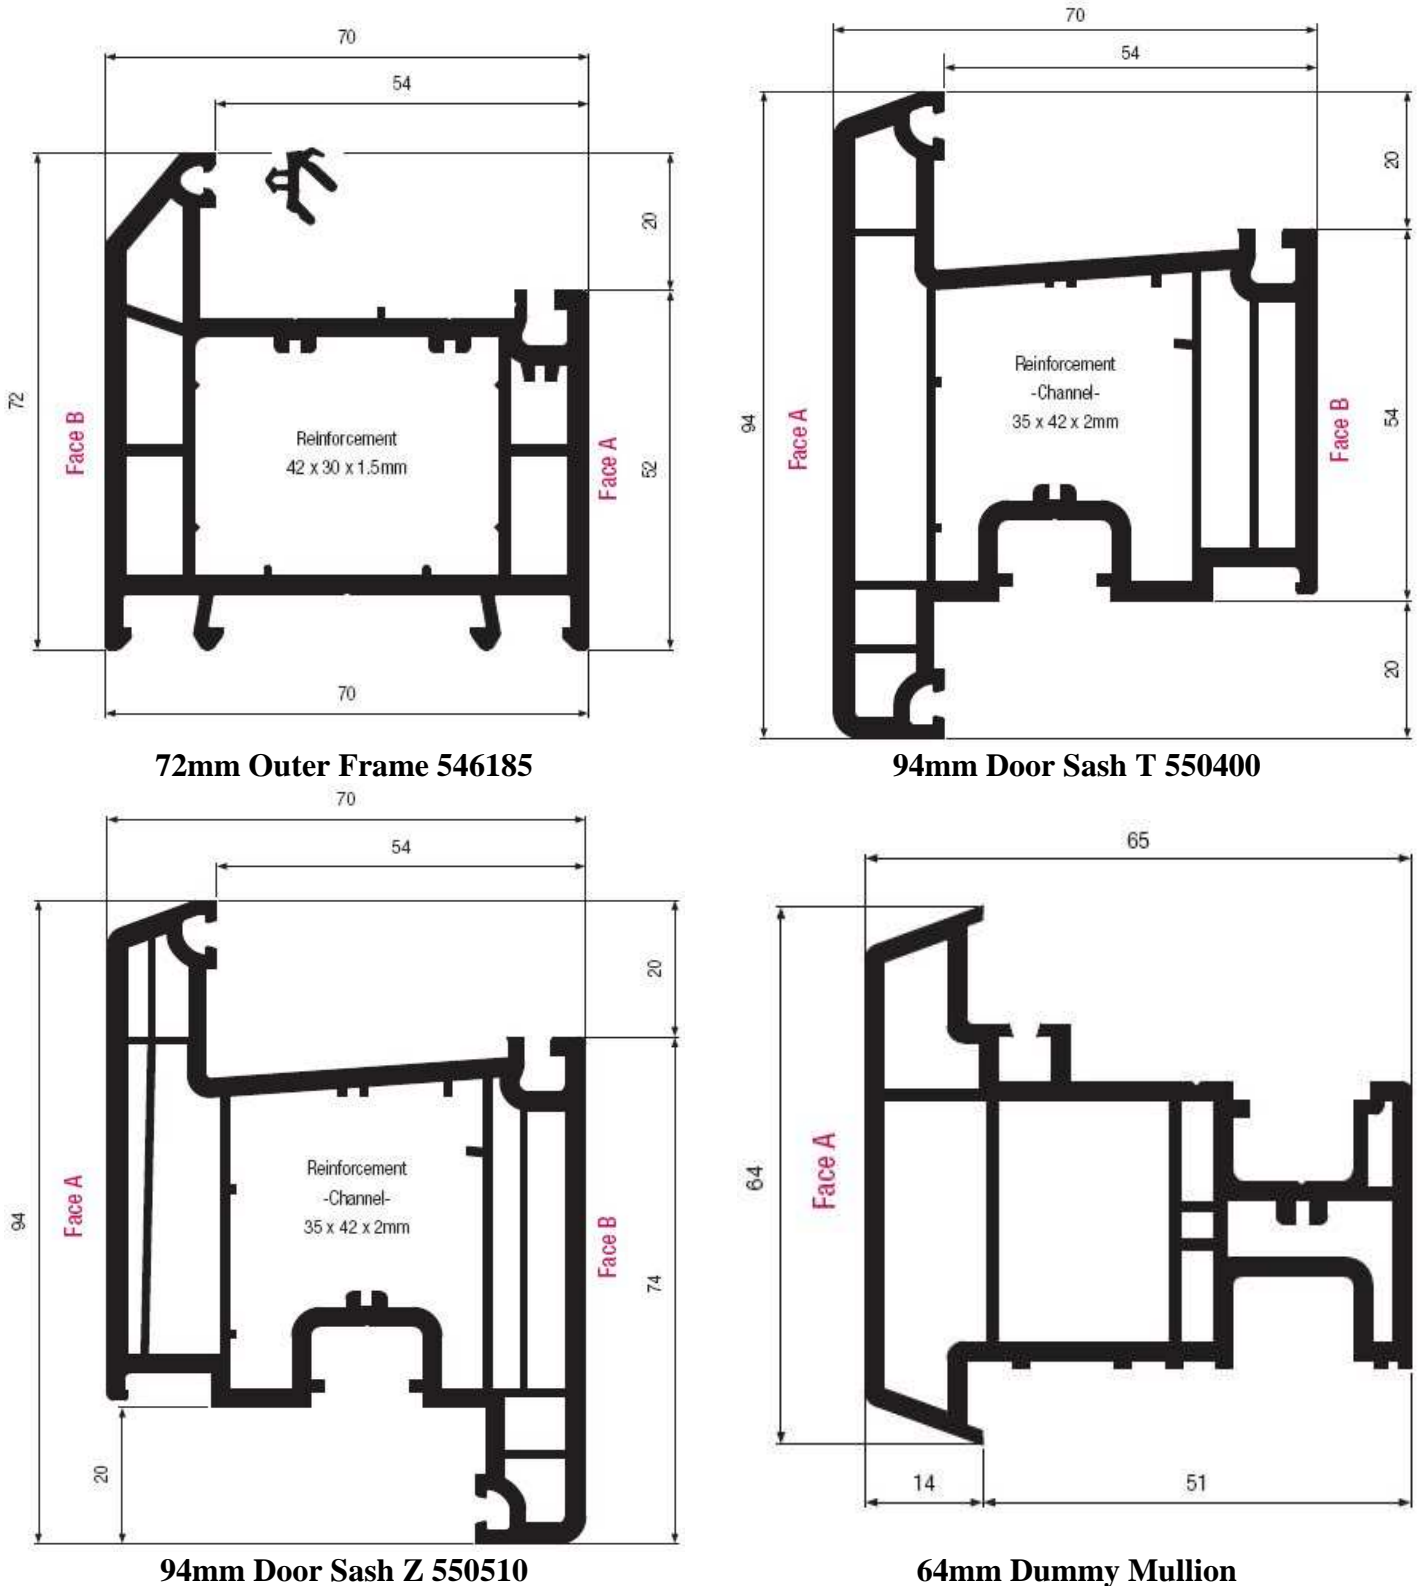 70
54
20
72
Face B
Reinforcement
42 x 30 x 1.5mm
Face A
52
70
72mm Outer Frame 546185
70
54
20
94
Face A
Reinforcement
-Channel-
35 x 42 x 2mm
Face B
54
20
94mm Door Sash T 550400
70
54
20
94
Face A
Reinforcement
-Channel-
35 x 42 x 2mm
Face B
74
20
94mm Door Sash Z 550510
65
64
Face A
14
51
64mm Dummy Mullion